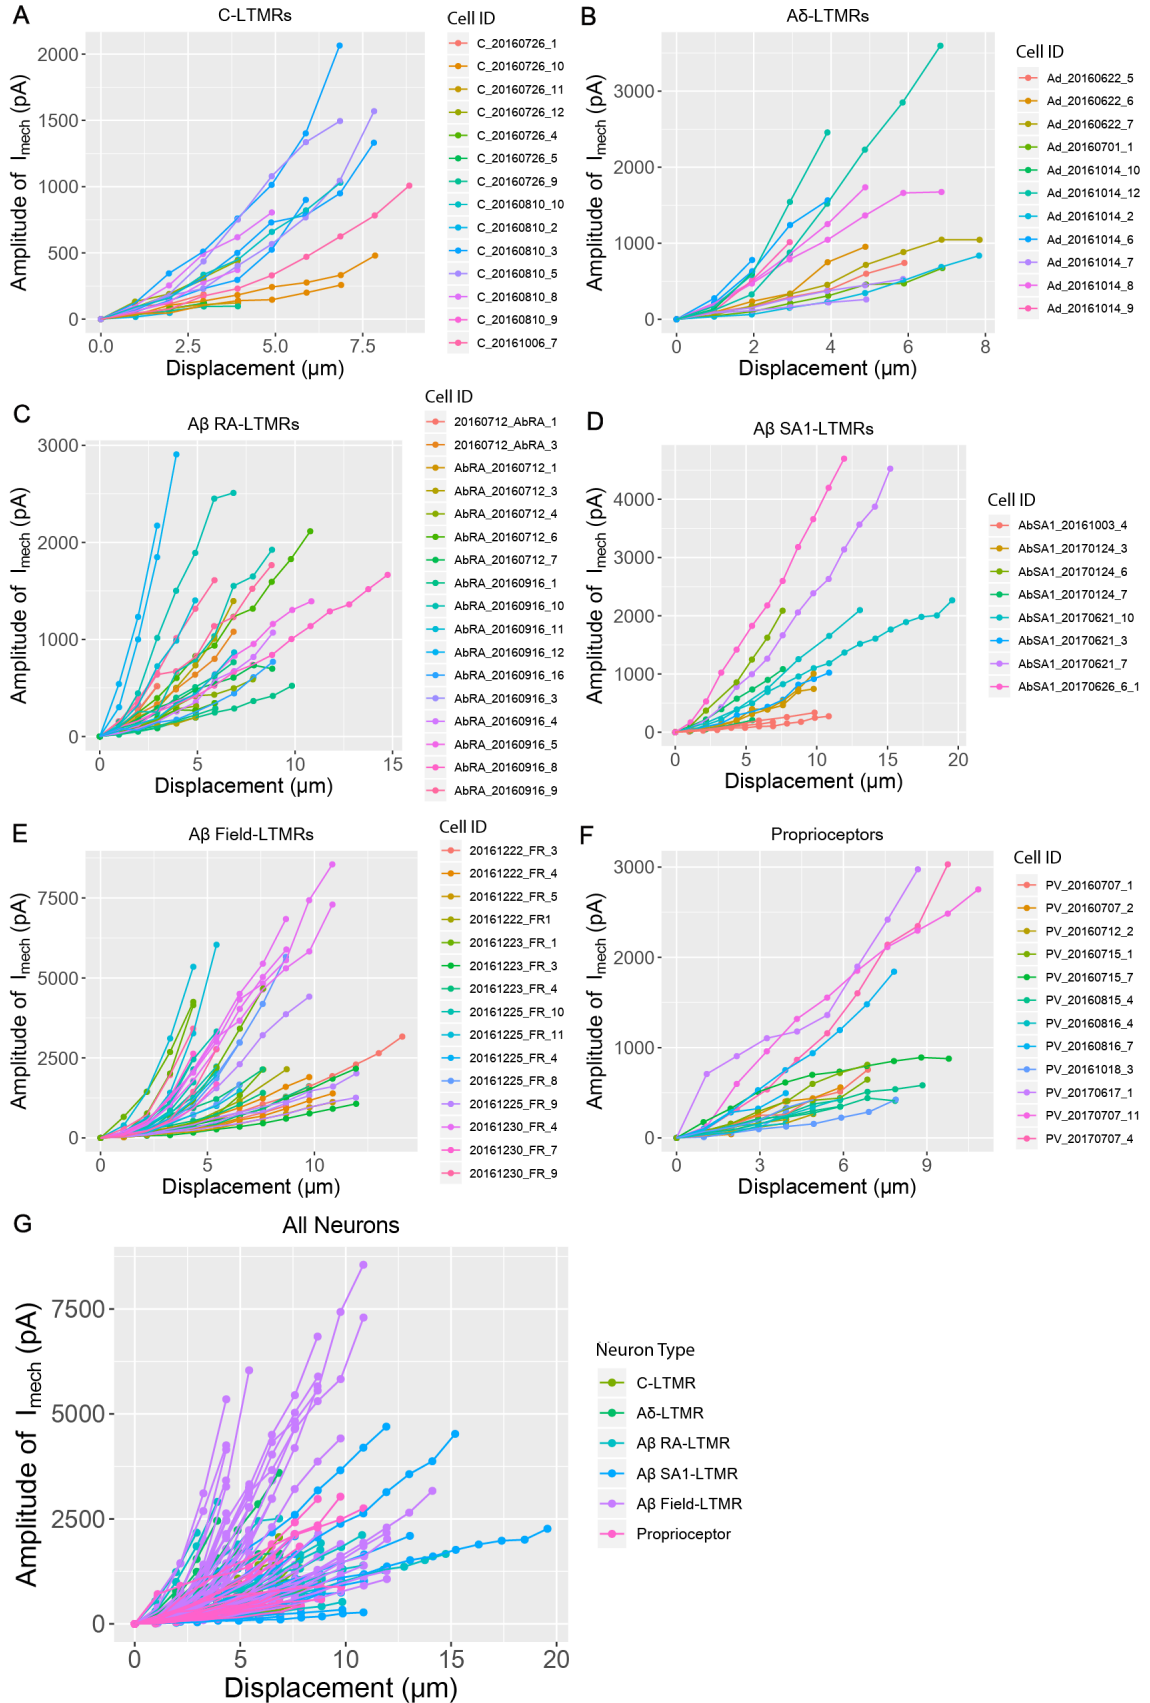 A
C-LTMRs
Amplitude of Imech (pA)
2000
1500
1000
500
0
0.0
2.5
5.0
7.5
Displacement (µm)
Cell ID
C_20160726_1
C_20160726_10
C_20160726_11
C_20160726_12
C_20160726_4
C_20160726_5
C_20160726_9
C_20160810_10
C_20160810_2
C_20160810_3
C_20160810_5
C_20160810_8
C_20160810_9
C_20161006_7
B
Aδ-LTMRs
Amplitude of Imech (pA)
3000
2000
1000
0
0
2
4
6
8
Displacement (µm)
Cell ID
Ad_20160622_5
Ad_20160622_6
Ad_20160622_7
Ad_20160701_1
Ad_20161014_10
Ad_20161014_12
Ad_20161014_2
Ad_20161014_6
Ad_20161014_7
Ad_20161014_8
Ad_20161014_9
C
Aβ RA-LTMRs
Amplitude of Imech (pA)
3000
2000
1000
0
0
5
10
15
Displacement (µm)
Cell ID
20160712_AbRA_1
20160712_AbRA_3
AbRA_20160712_1
AbRA_20160712_3
AbRA_20160712_4
AbRA_20160712_6
AbRA_20160712_7
AbRA_20160916_1
AbRA_20160916_10
AbRA_20160916_11
AbRA_20160916_12
AbRA_20160916_16
AbRA_20160916_3
AbRA_20160916_4
AbRA_20160916_5
AbRA_20160916_8
AbRA_20160916_9
D
Aβ SA1-LTMRs
Amplitude of Imech (pA)
4000
3000
2000
1000
0
0
5
10
15
20
Displacement (µm)
Cell ID
AbSA1_20161003_4
AbSA1_20170124_3
AbSA1_20170124_6
AbSA1_20170124_7
AbSA1_20170621_10
AbSA1_20170621_3
AbSA1_20170621_7
AbSA1_20170626_6_1
E
Aβ Field-LTMRs
Amplitude of Imech (pA)
7500
5000
2500
0
0
5
10
Displacement (µm)
Cell ID
20161222_FR_3
20161222_FR_4
20161222_FR_5
20161222_FR1
20161223_FR_1
20161223_FR_3
20161223_FR_4
20161225_FR_10
20161225_FR_11
20161225_FR_4
20161225_FR_8
20161225_FR_9
20161230_FR_4
20161230_FR_7
20161230_FR_9
F
Proprioceptors
Amplitude of Imech (pA)
3000
2000
1000
0
0
3
6
9
Displacement (µm)
Cell ID
PV_20160707_1
PV_20160707_2
PV_20160712_2
PV_20160715_1
PV_20160715_7
PV_20160815_4
PV_20160816_4
PV_20160816_7
PV_20161018_3
PV_20170617_1
PV_20170707_11
PV_20170707_4
G
All Neurons
Amplitude of Imech (pA)
7500
5000
2500
0
0
5
10
15
20
Displacement (µm)
Neuron Type
C-LTMR
Aδ-LTMR
Aβ RA-LTMR
Aβ SA1-LTMR
Aβ Field-LTMR
Proprioceptor